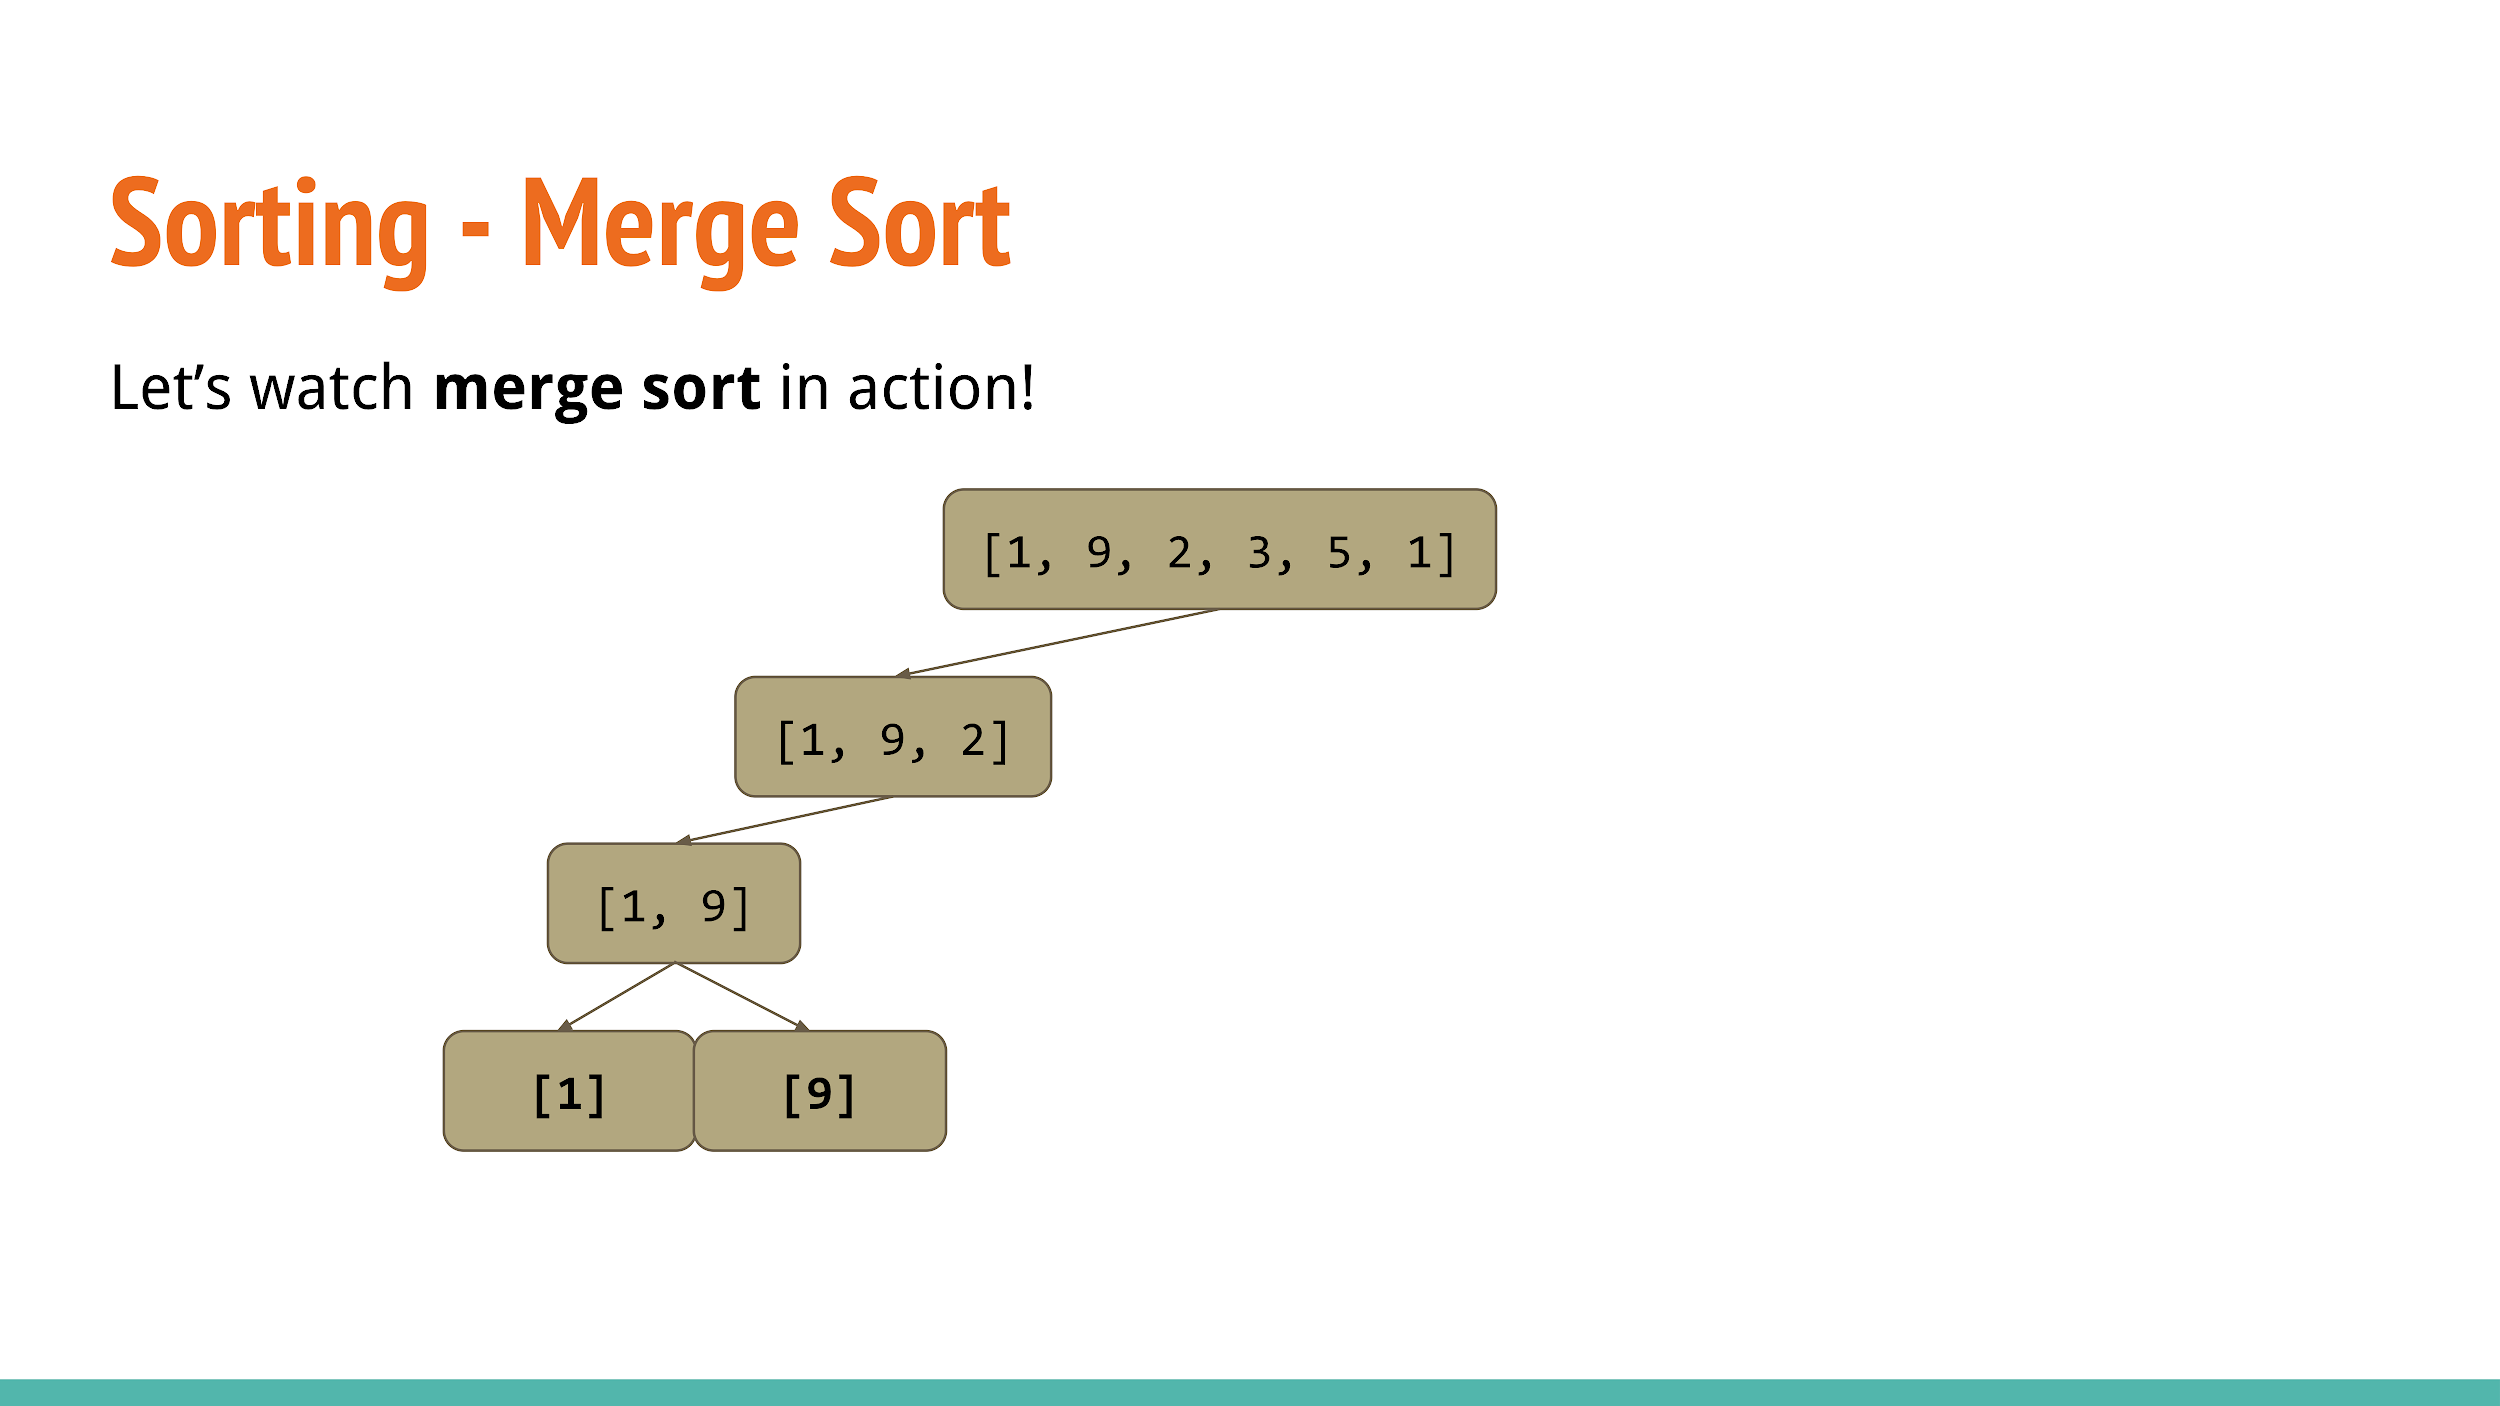 Sorting - Merge Sort
Let’s watch merge sort in action!
[1, 9, 2, 3, 5, 1]
[1, 9, 2]
[1, 9]
[1]
[9]